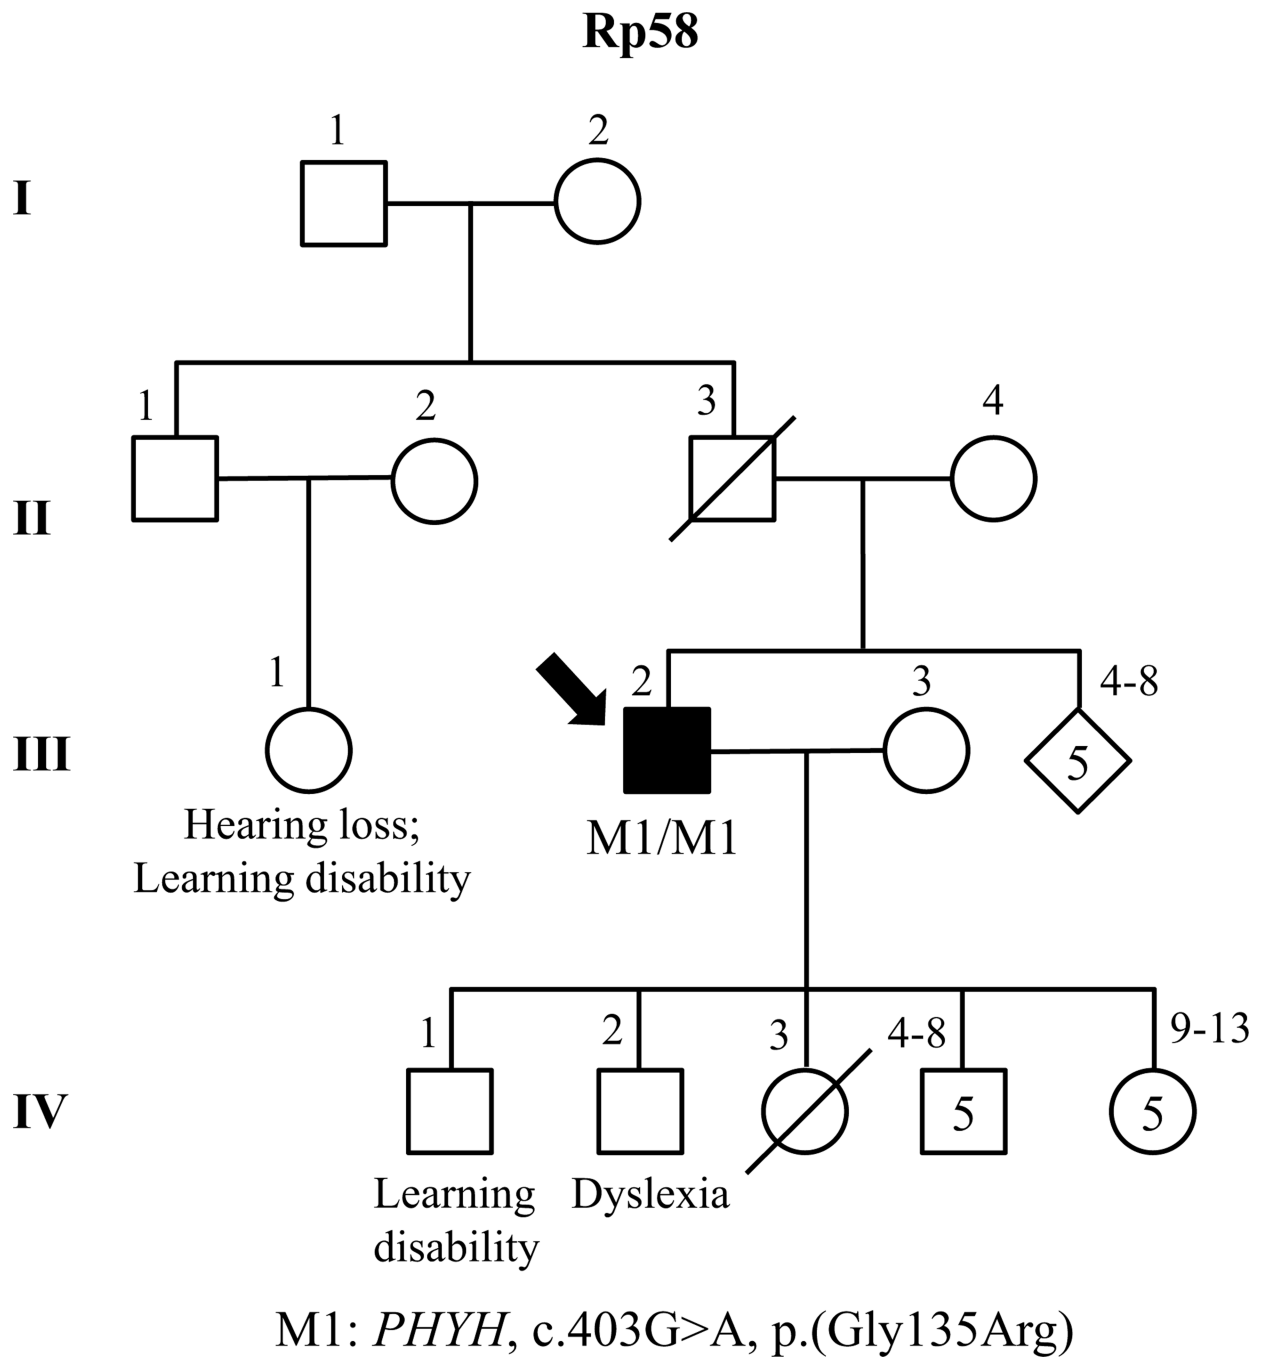 Rp58
1 2
I
1 2 3 4
II
1 2 3 4-8
III 5
Hearing loss;
Learning disability
M1/M1
1 2 3 4-8 9-13
IV 5 5
Learning
disability
Dyslexia
M1: PHYH, c.403G>A, p.(Gly135Arg)